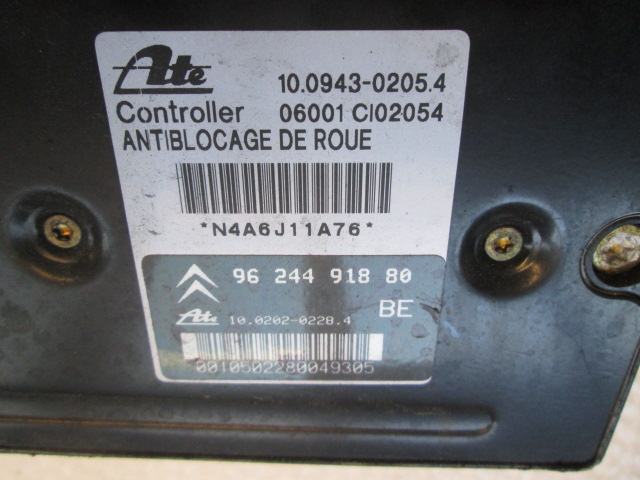 Ate 10.0943-0205.4
Controller 06001 CI02054
ANTIBLOCAGE DE ROUE
*N4A6J11A76*
96 244 918 80
Ate 10.0202-0228.4 BE
0010502280049305